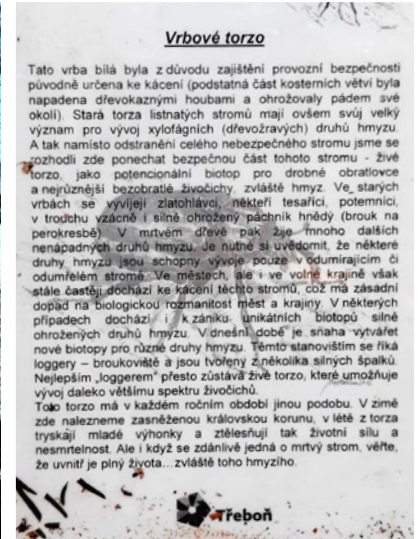 Vrbové torzo
Tato vrba bílá byla z důvodu zajištění provozní bezpečnosti
původně určena ke kácení (podstatná část kosterních větví byla
napadena dřevokaznými houbami a ohrožovaly pádem své
okolí). Stará torza listnatých stromů mají ovšem svůj velký
význam pro vývoj xylofágních (dřevožravých) druhů hmyzu.
A tak namísto odstranění celého nebezpečného stromu jsme se
rozhodli zde ponechat bezpečnou část tohoto stromu - živé
torzo, jako potencionální biotop pro drobné obratlovce
a nejrůznější bezobratlé živočichy, zvláště hmyz. Ve starých
vrbách se vyvíjejí zlatohlávci, někteří tesaříci, potemníci,
v trouchu vzácně i silně ohrožený páchník hnědý (brouk na
perokresbě). V mrtvém dřevě pak žije mnoho dalších
nenápadných druhů hmyzu. Je nutné si uvědomit, že některé
druhy hmyzu jsou schopny vývoje pouze v odumírajícím či
odumřelém stromě. Ve městech, ale i ve volné krajině však
stále častěji dochází ke kácení těchto stromů, což má zásadní
dopad na biologickou rozmanitost měst a krajiny. V některých
případech dochází i k zániku unikátních biotopů silně
ohrožených druhů hmyzu. V dnešní době je snaha vytvářet
nové biotopy pro různé druhy hmyzu. Těmto stanovištím se říká
loggery – broukoviště a jsou tvořeny z několika silných špalků.
Nejlepším „loggerem" přesto zůstává živé torzo, které umožňuje
vývoj daleko většímu spektru živočichů.
Toto torzo má v každém ročním období jinou podobu. V zimě
zde nalezneme zasněženou královskou korunu, v létě z torza
tryskají mladé výhonky a ztělesňují tak životní sílu a
nesmrtelnost. Ale i když se zdánlivě jedná o mrtvý strom, věřte,
že uvnitř je plný života...zvláště toho hmyzího.
Třeboň